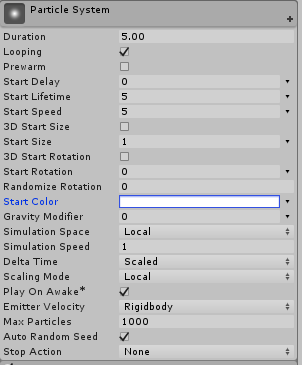 Particle System
Duration 5.00
Looping
Prewarm
Start Delay 0
Start Lifetime 5
Start Speed 5
3D Start Size
Start Size 1
3D Start Rotation
Start Rotation 0
Randomize Rotation 0
Start Color
Gravity Modifier 0
Simulation Space Local
Simulation Speed 1
Delta Time Scaled
Scaling Mode Local
Play On Awake*
Emitter Velocity Rigidbody
Max Particles 1000
Auto Random Seed
Stop Action None